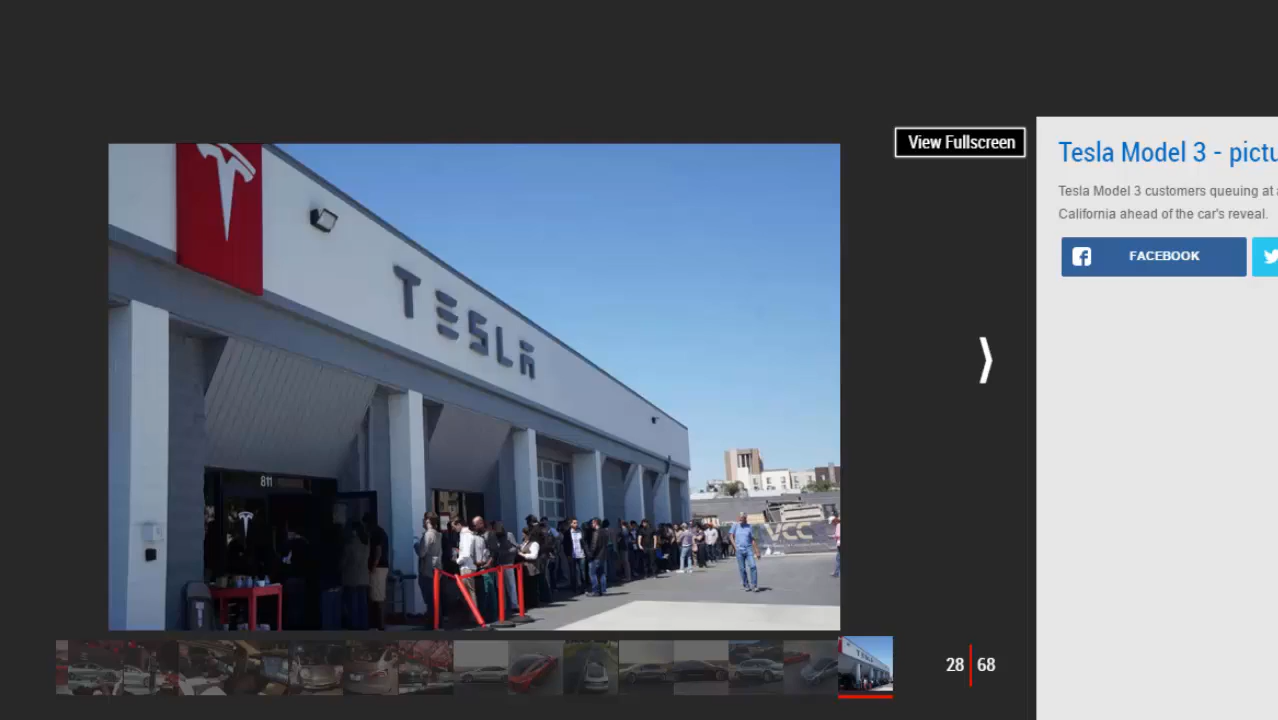 View Fullscreen
Tesla Model 3 - pictu
Tesla Model 3 customers queuing at a
California ahead of the car's reveal.
FACEBOOK
TESLA
811
VCC
28 68